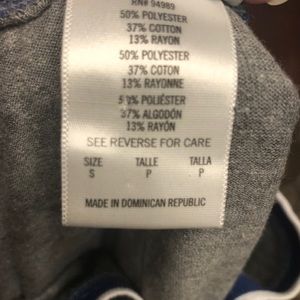 RN# 94989
50% POLYESTER
37% COTTON
13% RAYON
50% POLYESTER
37% COTON
13% RAYONNE
50% POLIÉSTER
37% ALGODÓN
13% RAYÓN
SEE REVERSE FOR CARE
SIZE TALLE TALLA
S P P
MADE IN DOMINICAN REPUBLIC